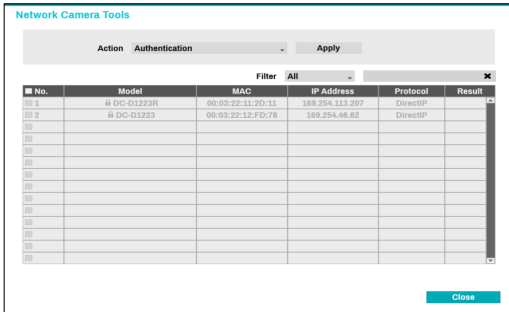 Network Camera Tools
Action Authentication Apply
Filter All
No. Model MAC IP Address Protocol Result
1 DC-D1223R 00:03:22:11:2D:11 169.254.113.207 DirectIP
2 DC-D1223 00:03:22:12:FD:78 169.254.46.62 DirectIP
Close